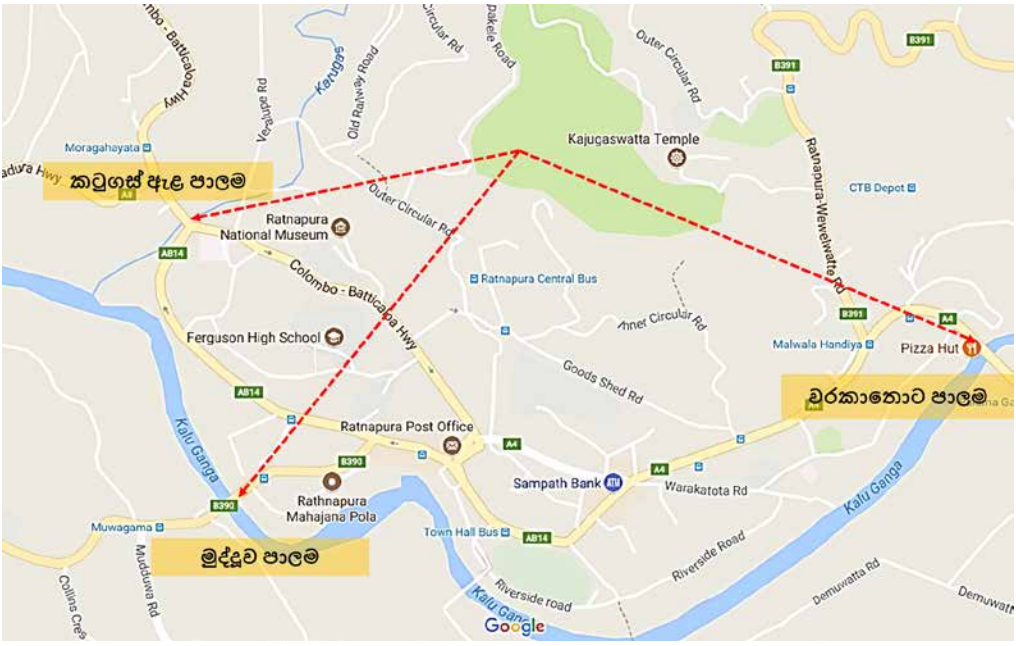 Colombo - Batticaloa Hwy
Outer Circular Rd
Outer Circular Rd
B391
B391
Karugas
Old Railway Road
Moragahayata
Kajugaswatta Temple
Ratnapura-Wewelwatte Rd
adura Hwy
A4
කටුගස් ඇළ පාලම
CTB Depot
Outer Circular Rd
Ratnapura
National Museum
AB14
Colombo - Batticaloa Hwy
Ratnapura Central Bus
B391
A4
Inner Circular Rd
Ferguson High School
Malwala Handiya
Pizza Hut
Goods Shed Rd
AB14
A4
වරකාතොට පාලම
Ratnapura Post Office
Kalu Ganga
A4
B390
A4
Sampath Bank
ATM
Warakatota Rd
Rathnapura
Mahajana Pola
B390
Kalu Ganga
Muwagama
Town Hall Bus
AB14
මුද්දූව පාලම
Mudduwa Rd
Riverside Road
Collins Cres
Riverside road
Demuwatta Rd
Demuwatt
Kalu Ganga
Google